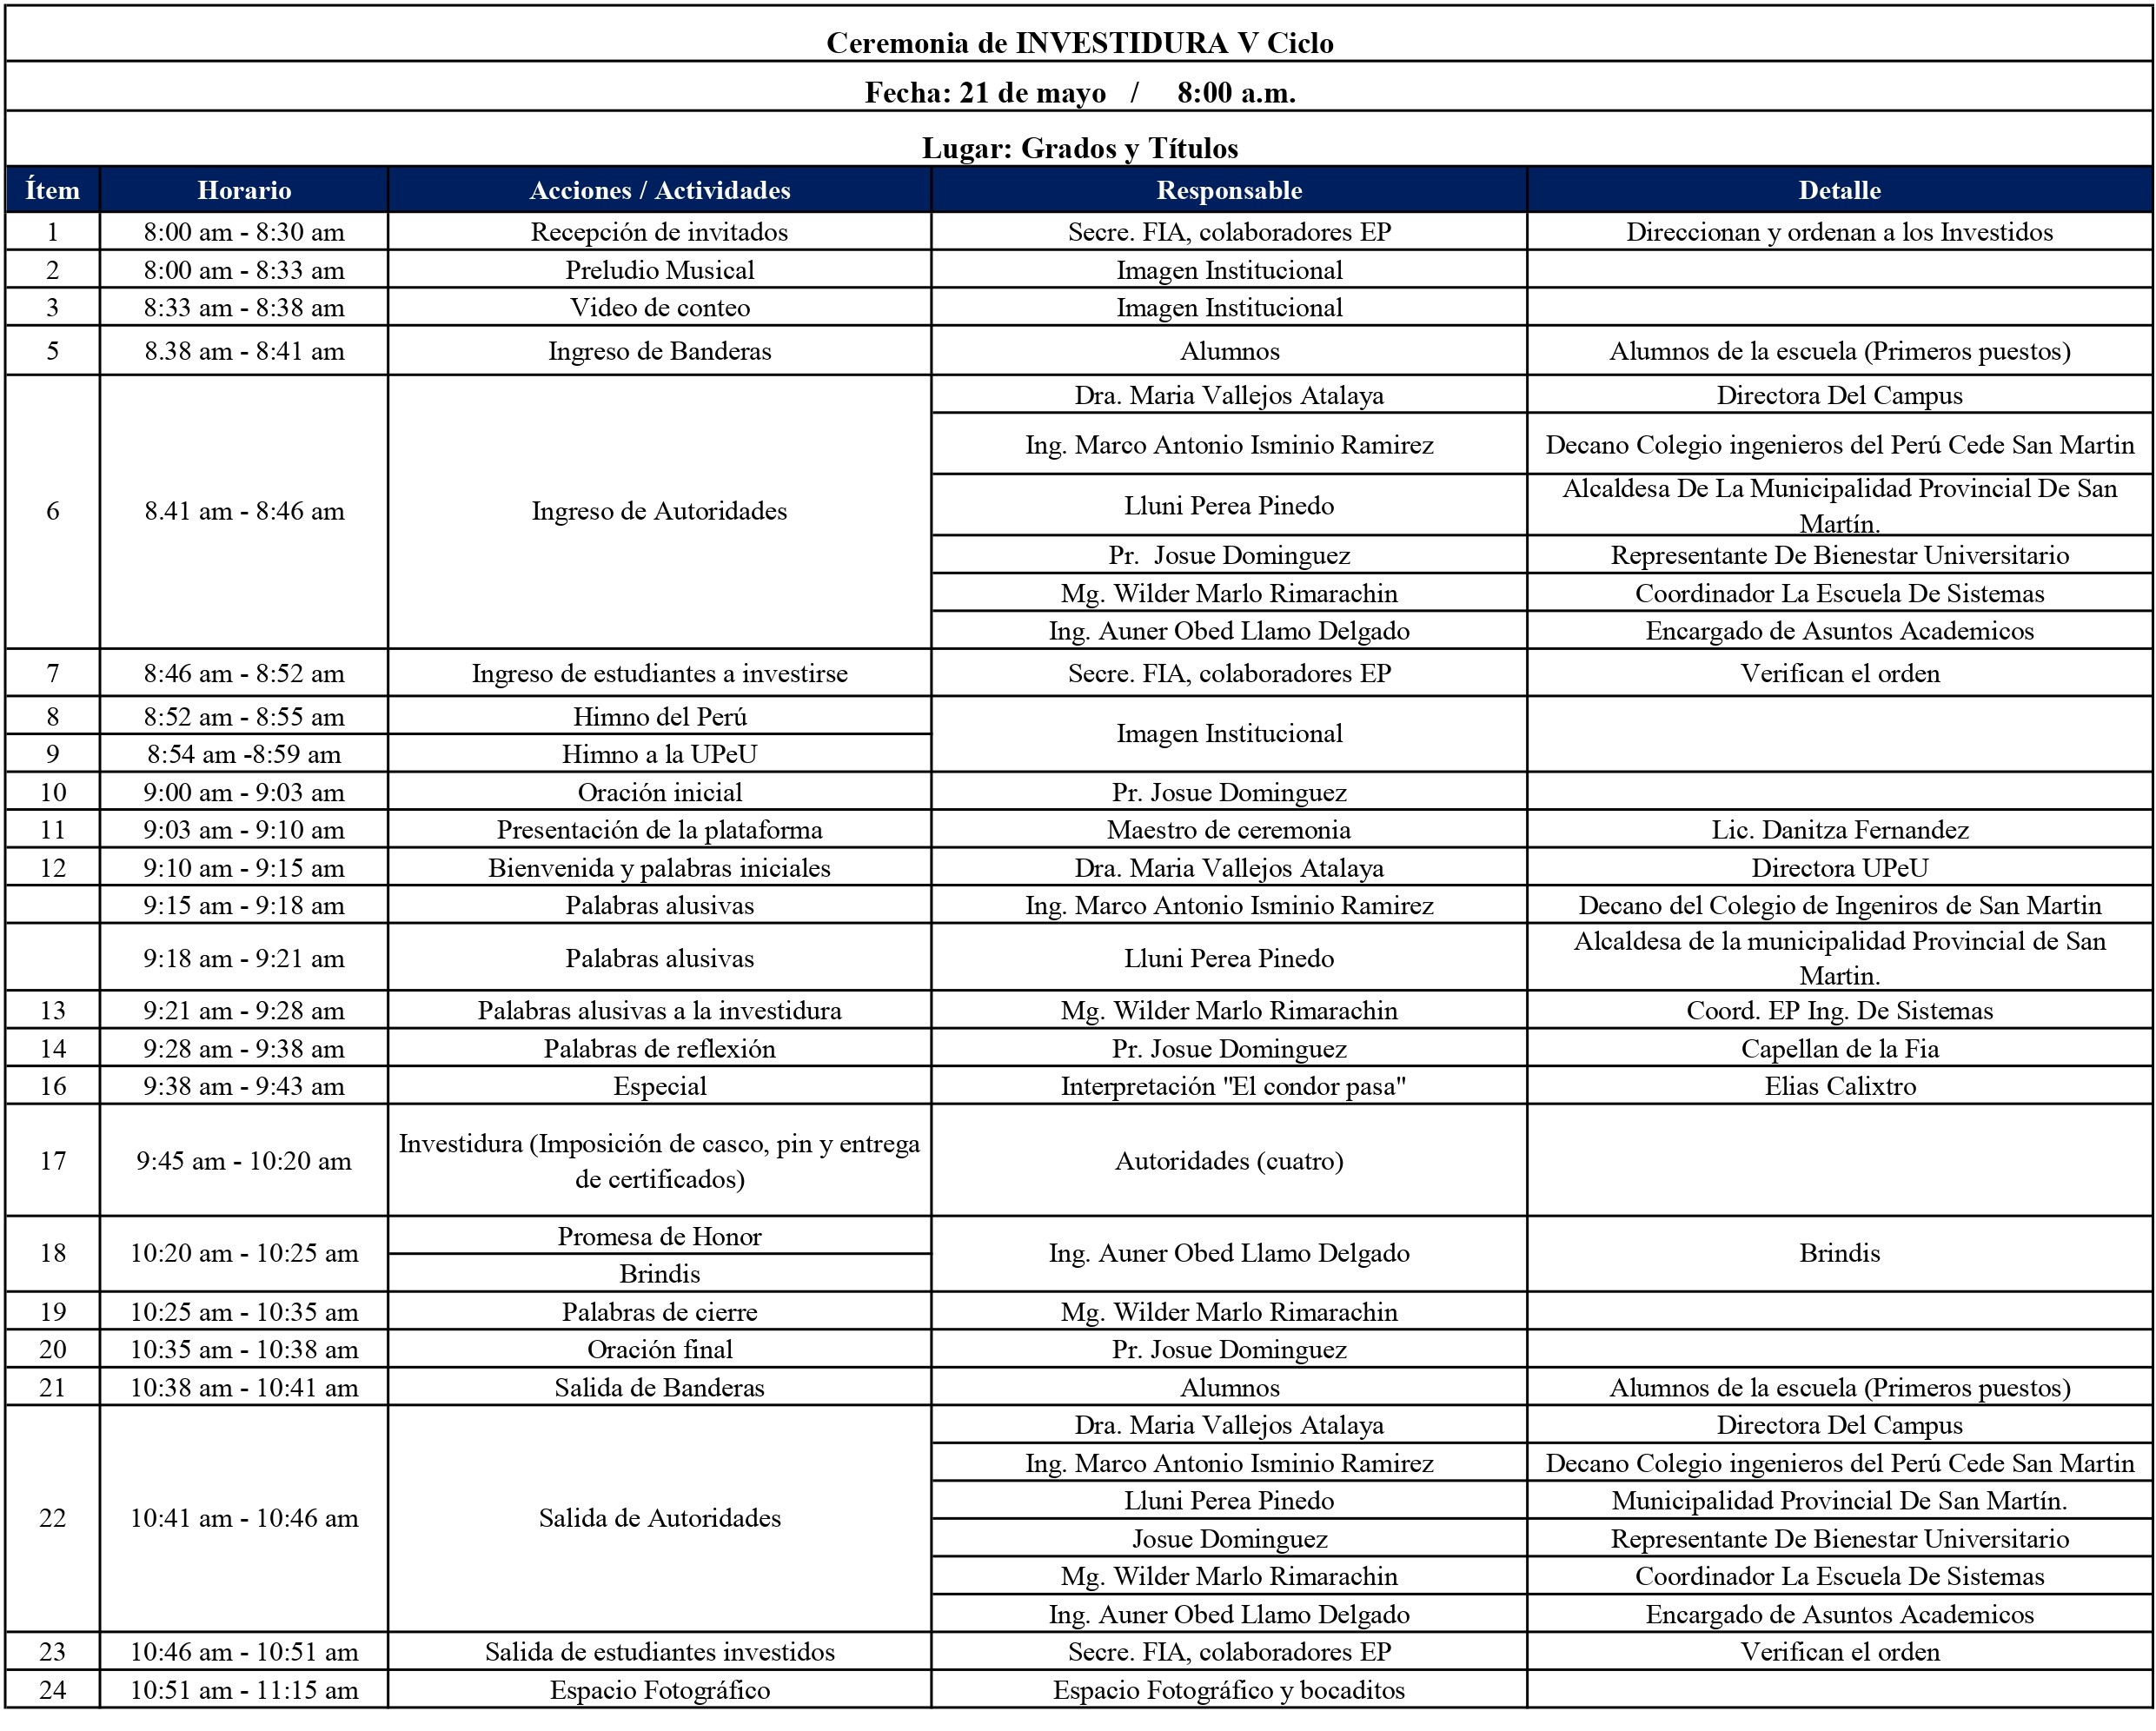 Ceremonia de INVESTIDURA V Ciclo
Fecha: 21 de mayo / 8:00 a.m.
Lugar: Grados y Títulos
Ítem Horario Acciones / Actividades Responsable Detalle
1 8:00 am - 8:30 am Recepción de invitados Secre. FIA, colaboradores EP Direccionan y ordenan a los Investidos
2 8:00 am - 8:33 am Preludio Musical Imagen Institucional
3 8:33 am - 8:38 am Video de conteo Imagen Institucional
5 8.38 am - 8:41 am Ingreso de Banderas Alumnos Alumnos de la escuela (Primeros puestos)
6 8.41 am - 8:46 am Ingreso de Autoridades
Dra. Maria Vallejos Atalaya Directora Del Campus
Ing. Marco Antonio Isminio Ramirez Decano Colegio ingenieros del Perú Cede San Martin
Lluni Perea Pinedo Alcaldesa De La Municipalidad Provincial De San
Martín.
Pr. Josue Dominguez Representante De Bienestar Universitario
Mg. Wilder Marlo Rimarachin Coordinador La Escuela De Sistemas
Ing. Auner Obed Llamo Delgado Encargado de Asuntos Academicos
7 8:46 am - 8:52 am Ingreso de estudiantes a investirse Secre. FIA, colaboradores EP Verifican el orden
8 8:52 am - 8:55 am Himno del Perú
Imagen Institucional
9 8:54 am -8:59 am Himno a la UPeU
10 9:00 am - 9:03 am Oración inicial Pr. Josue Dominguez
11 9:03 am - 9:10 am Presentación de la plataforma Maestro de ceremonia Lic. Danitza Fernandez
12 9:10 am - 9:15 am Bienvenida y palabras iniciales Dra. Maria Vallejos Atalaya Directora UPeU
9:15 am - 9:18 am Palabras alusivas Ing. Marco Antonio Isminio Ramirez Decano del Colegio de Ingeniros de San Martin
9:18 am - 9:21 am Palabras alusivas Lluni Perea Pinedo Alcaldesa de la municipalidad Provincial de San
Martin.
13 9:21 am - 9:28 am Palabras alusivas a la investidura Mg. Wilder Marlo Rimarachin Coord. EP Ing. De Sistemas
14 9:28 am - 9:38 am Palabras de reflexión Pr. Josue Dominguez Capellan de la Fia
16 9:38 am - 9:43 am Especial Interpretación "El condor pasa" Elias Calixtro
17 9:45 am - 10:20 am Investidura (Imposición de casco, pin y entrega
de certificados) Autoridades (cuatro)
18 10:20 am - 10:25 am Promesa de Honor
Brindis
Ing. Auner Obed Llamo Delgado Brindis
19 10:25 am - 10:35 am Palabras de cierre Mg. Wilder Marlo Rimarachin
20 10:35 am - 10:38 am Oración final Pr. Josue Dominguez
21 10:38 am - 10:41 am Salida de Banderas Alumnos Alumnos de la escuela (Primeros puestos)
22 10:41 am - 10:46 am Salida de Autoridades
Dra. Maria Vallejos Atalaya Directora Del Campus
Ing. Marco Antonio Isminio Ramirez Decano Colegio ingenieros del Perú Cede San Martin
Lluni Perea Pinedo Municipalidad Provincial De San Martín.
Josue Dominguez Representante De Bienestar Universitario
Mg. Wilder Marlo Rimarachin Coordinador La Escuela De Sistemas
Ing. Auner Obed Llamo Delgado Encargado de Asuntos Academicos
23 10:46 am - 10:51 am Salida de estudiantes investidos Secre. FIA, colaboradores EP Verifican el orden
24 10:51 am - 11:15 am Espacio Fotográfico Espacio Fotográfico y bocaditos